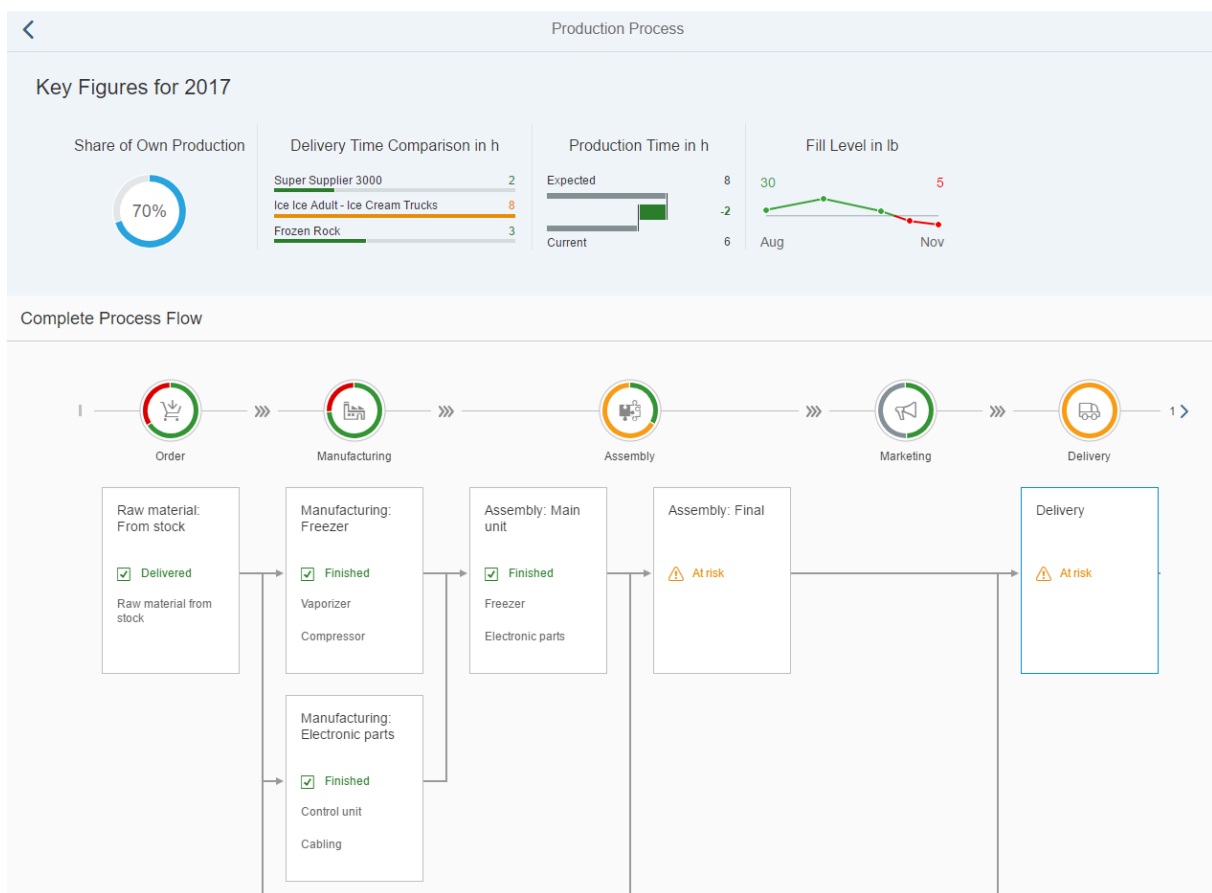 Production Process
Key Figures for 2017
Share of Own Production
70%
Delivery Time Comparison in h
Super Supplier 3000 2
Ice Ice Adult - Ice Cream Trucks 8
Frozen Rock 3
Production Time in h
Expected 8
-2
Current 6
Fill Level in lb
30 5
Aug Nov
Complete Process Flow
1
Order
Manufacturing
Assembly
Marketing
Delivery
Raw material:
From stock
Delivered
Raw material from
stock
Manufacturing:
Freezer
Finished
Vaporizer
Compressor
Assembly: Main
unit
Finished
Freezer
Electronic parts
Assembly: Final
At risk
Delivery
At risk
Manufacturing:
Electronic parts
Finished
Control unit
Cabling